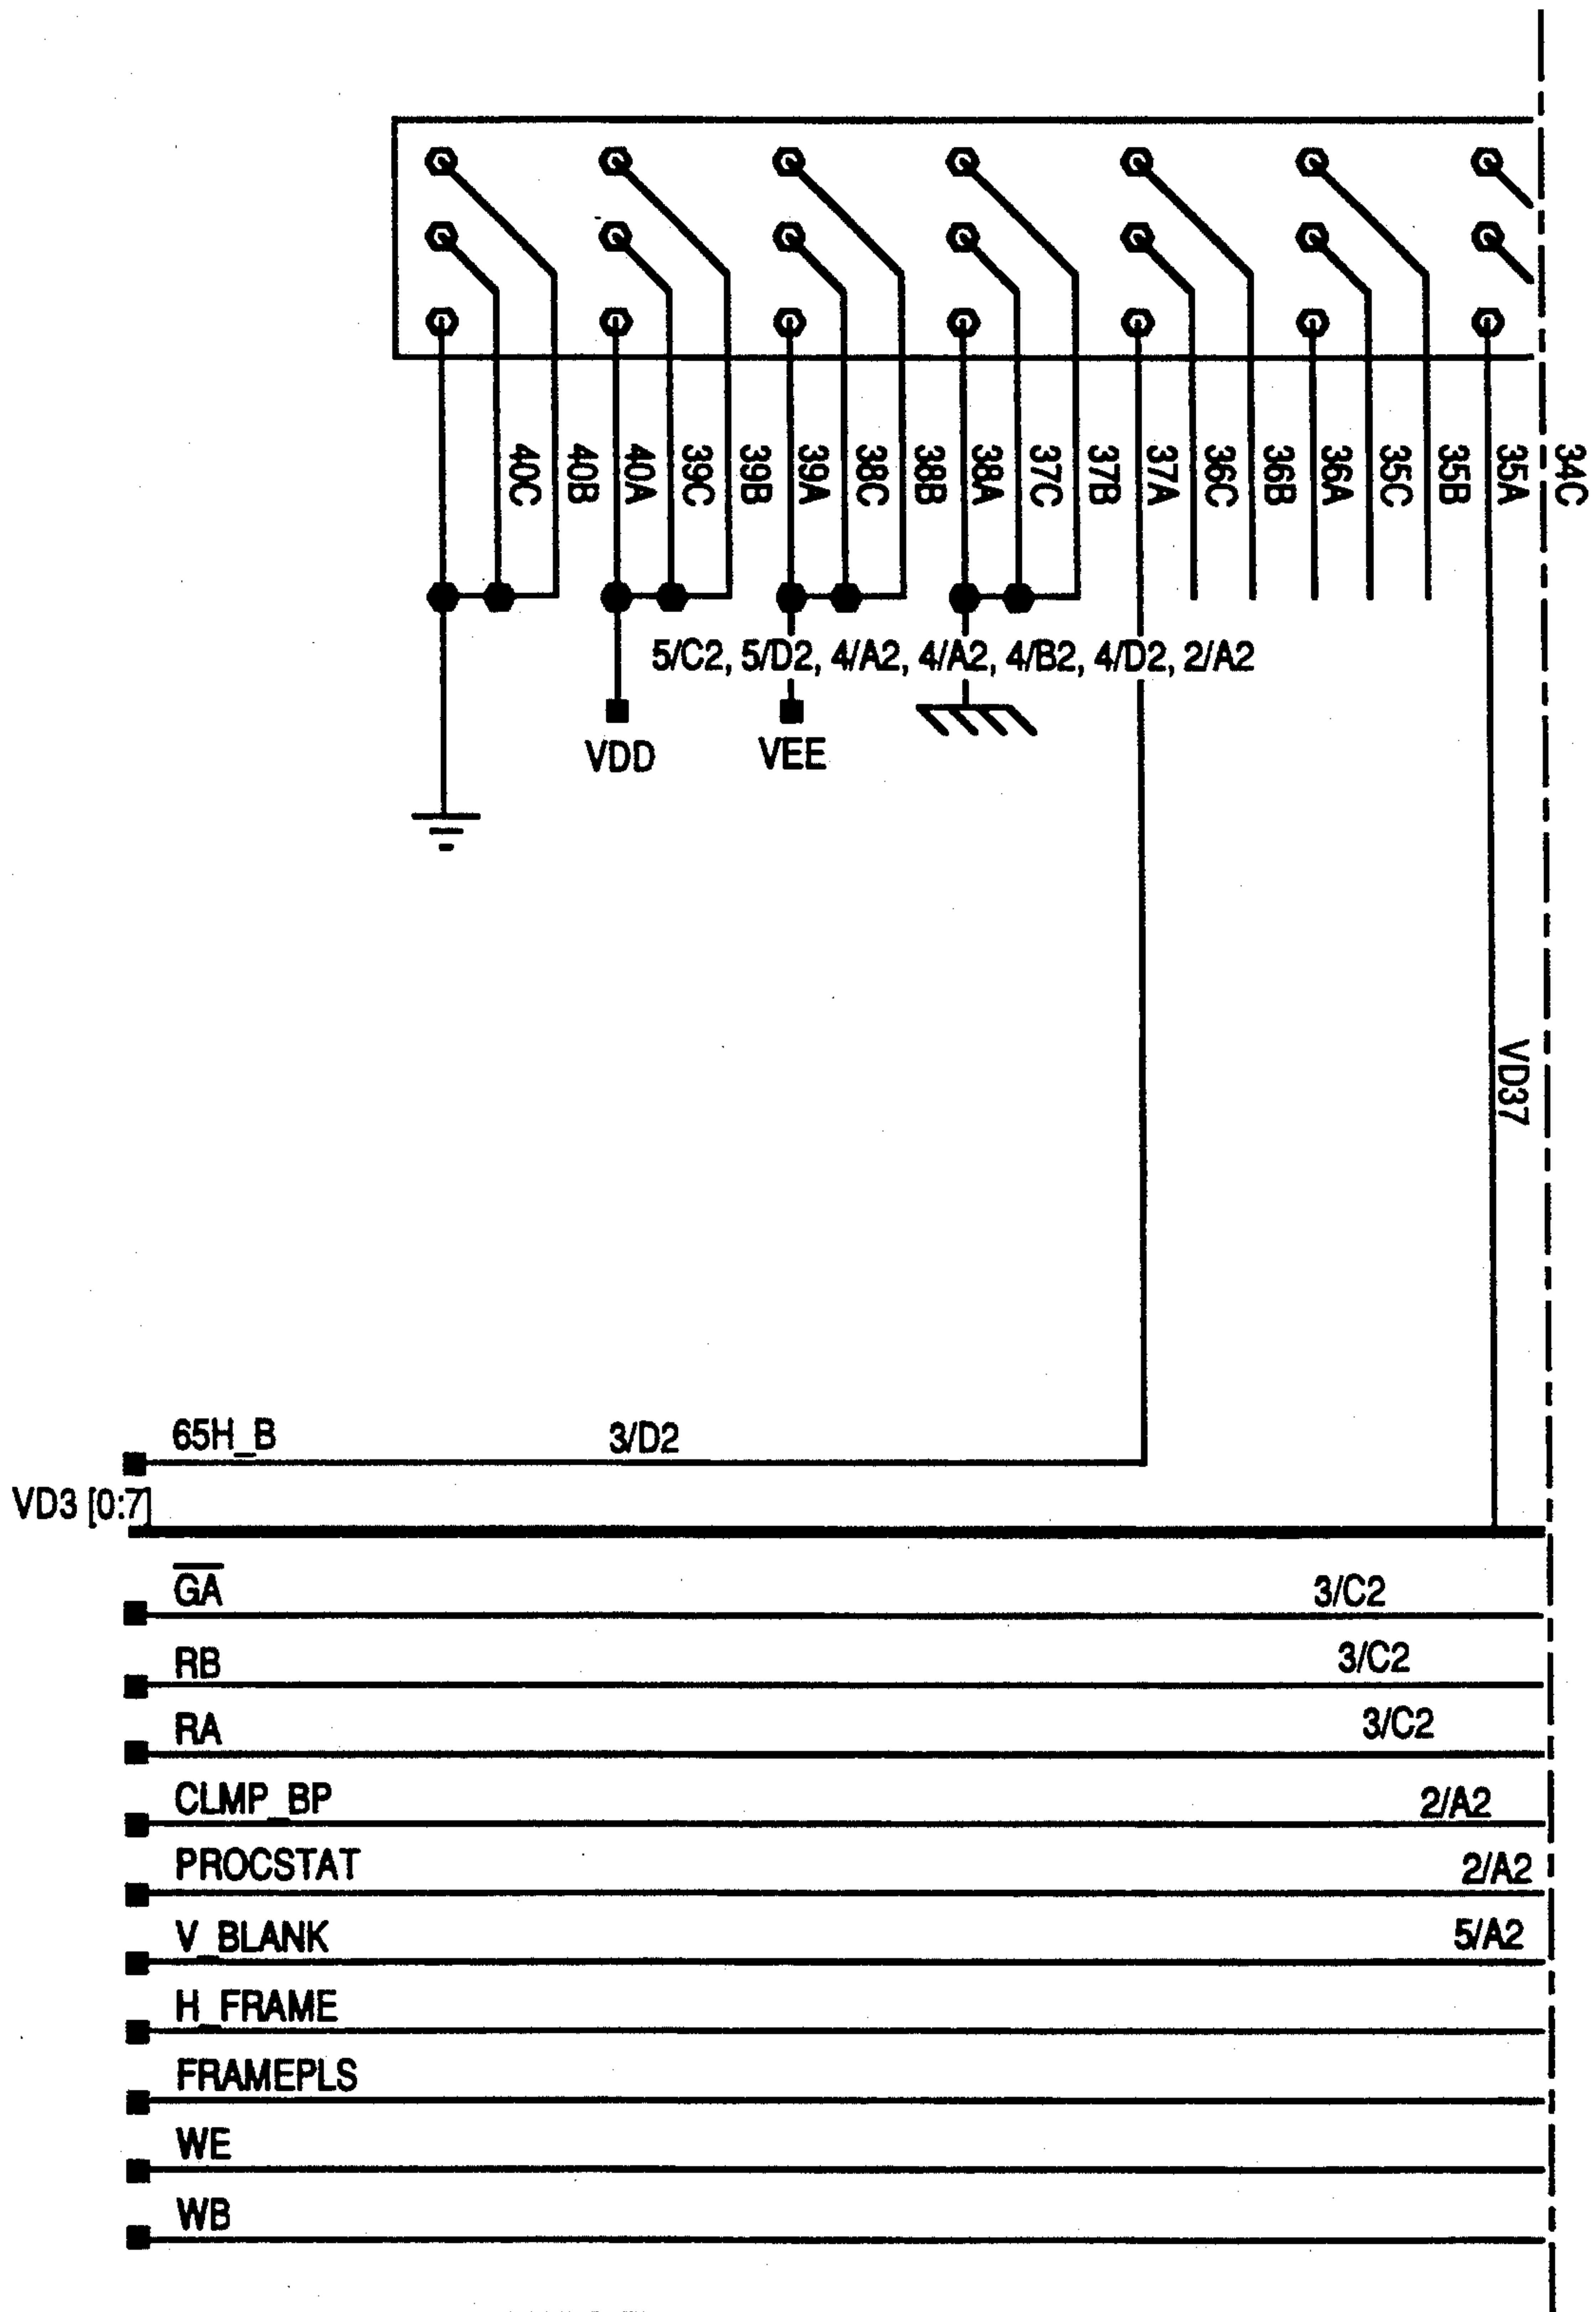 40C
40B
40A
39C
39B
39A
38C
38B
38A
37C
37B
37A
36C
36B
36A
35C
35B
35A
34C
5/C2, 5/D2, 4/A2, 4/A2, 4/B2, 4/D2, 2/A2
VDD
VEE
VD37
65H_B 3/D2
VD3 [0:7]
G̅A̅ 3/C2
RB 3/C2
RA 3/C2
CLMP_BP 2/A2
PROCSTAT 2/A2
V_BLANK 5/A2
H_FRAME
FRAMEPLS
WE
WB